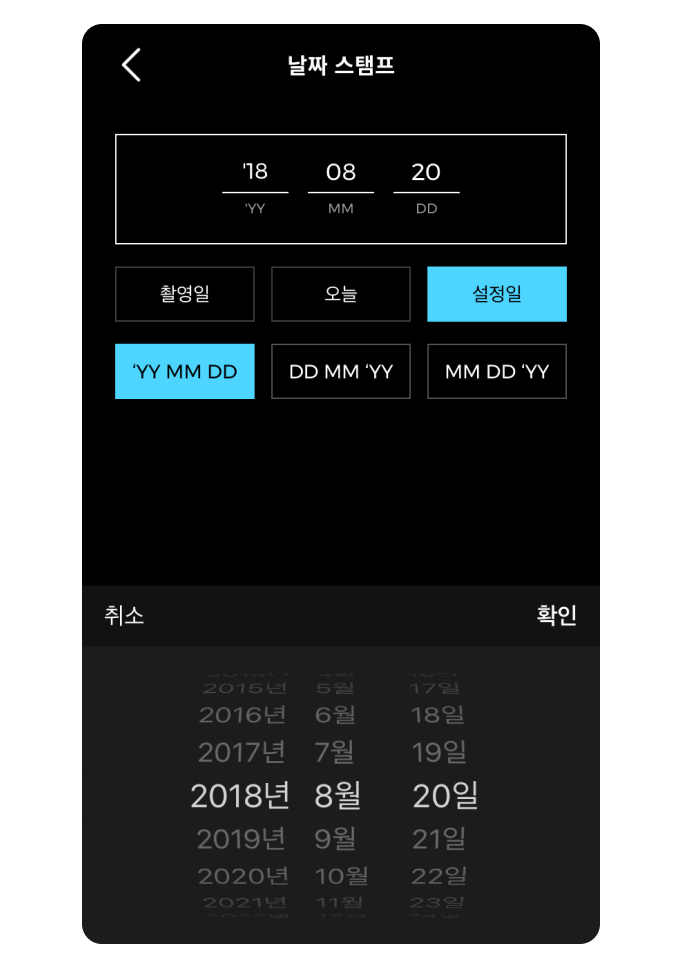 날짜 스탬프
'18 08 20
'YY MM DD
촬영일 오늘 설정일
‘YY MM DD DD MM ‘YY MM DD ‘YY
취소 확인
2015년 5월 17일
2016년 6월 18일
2017년 7월 19일
2018년 8월 20일
2019년 9월 21일
2020년 10월 22일
2021년 11월 23일